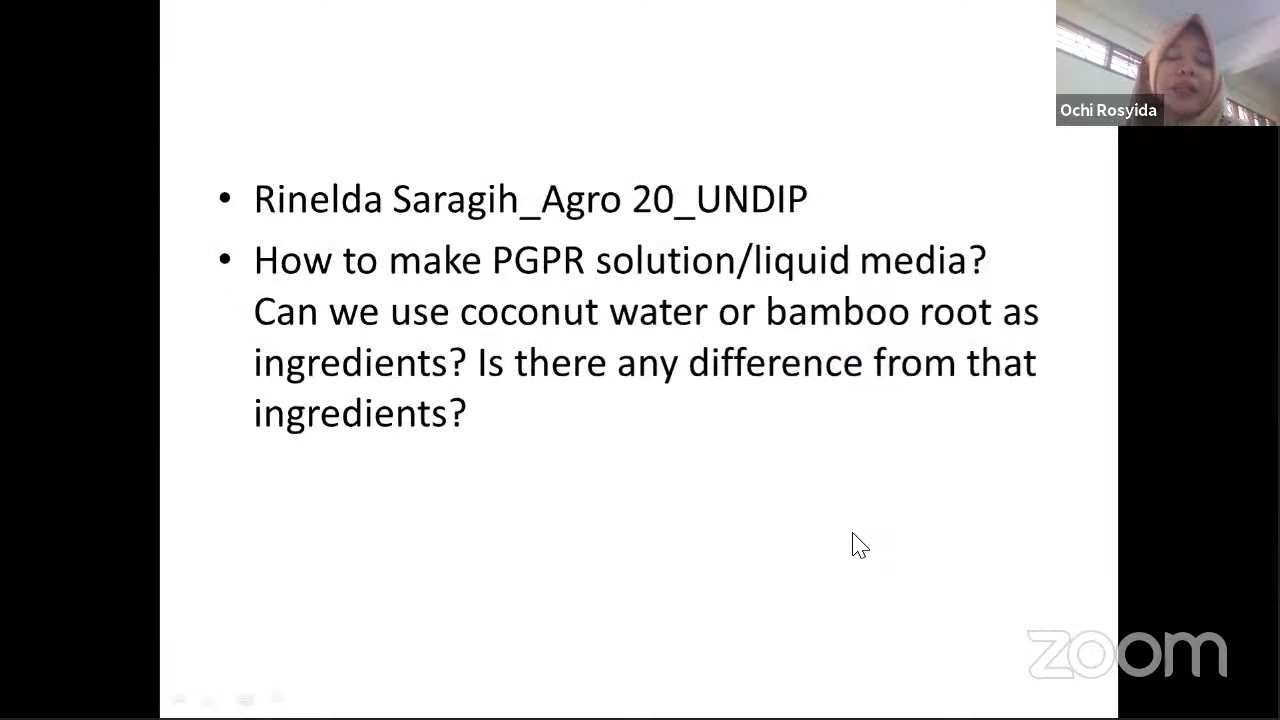 Ochi Rosyida
• Rinelda Saragih_Agro 20_UNDIP
• How to make PGPR solution/liquid media?
Can we use coconut water or bamboo root as
ingredients? Is there any difference from that
ingredients?
zoom